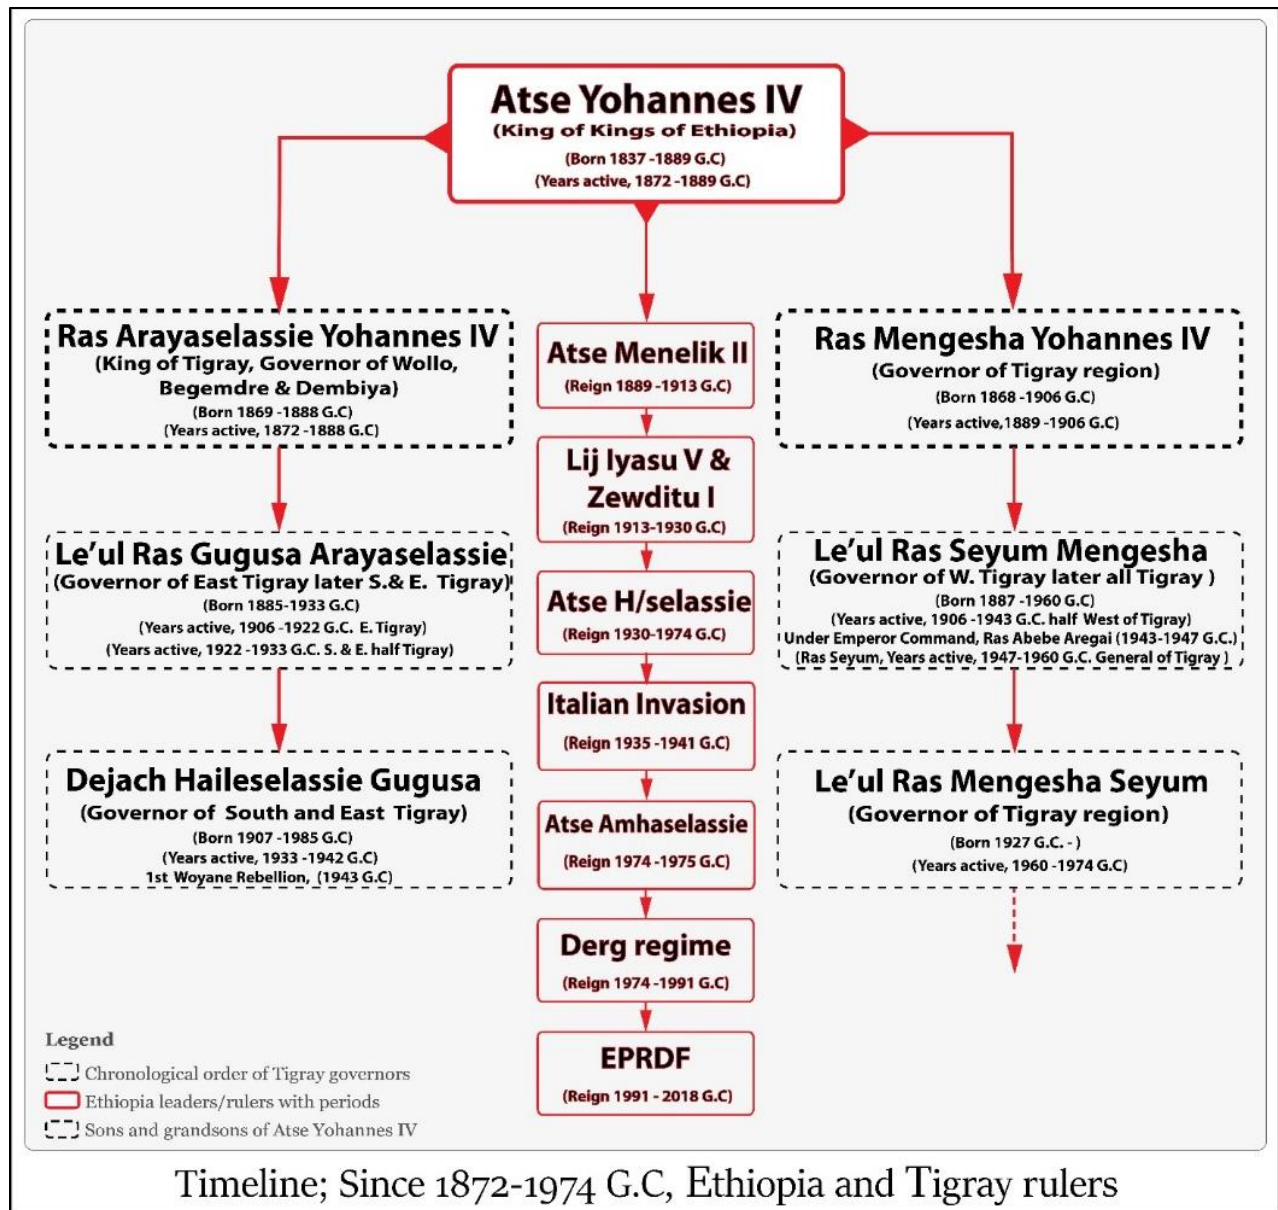 Atse Yohannes IV
(King of Kings of Ethiopia)
(Born 1837 -1889 G.C)
(Years active, 1872 -1889 G.C)
Ras Arayaselassie Yohannes IV
(King of Tigray, Governor of Wollo,
Begemdre & Dembiya)
(Born 1869 -1888 G.C)
(Years active, 1872 -1888 G.C)
Le'ul Ras Gugusa Arayaselassie
(Governor of East Tigray later S.& E. Tigray)
(Born 1885-1933 G.C)
(Years active, 1906 -1922 G.C. E. Tigray)
(Years active, 1922 -1933 G.C. S. & E. half Tigray)
Dejach Haileselassie Gugusa
(Governor of South and East Tigray)
(Born 1907 -1985 G.C)
(Years active, 1933 -1942 G.C)
1st Woyane Rebellion, (1943 G.C)
Atse Menelik II
(Reign 1889 -1913 G.C)
Lij Iyasu V &
Zewditu I
(Reign 1913-1930 G.C)
Atse H/selassie
(Reign 1930-1974 G.C)
Italian Invasion
(Reign 1935 -1941 G.C)
Atse Amhaselassie
(Reign 1974 -1975 G.C)
Derg regime
(Reign 1974 -1991 G.C)
EPRDF
(Reign 1991 - 2018 G.C)
Ras Mengesha Yohannes IV
(Governor of Tigray region)
(Born 1868 -1906 G.C)
(Years active,1889 -1906 G.C)
Le'ul Ras Seyum Mengesha
(Governor of W. Tigray later all Tigray )
(Born 1887 -1960 G.C)
(Years active, 1906 -1943 G.C. half West of Tigray)
Under Emperor Command, Ras Abebe Aregai (1943-1947 G.C.)
(Ras Seyum, Years active, 1947-1960 G.C. General of Tigray )
Le'ul Ras Mengesha Seyum
(Governor of Tigray region)
(Born 1927 G.C. - )
(Years active, 1960 -1974 G.C)
Legend
Chronological order of Tigray governors
Ethiopia leaders/rulers with periods
Sons and grandsons of Atse Yohannes IV
Timeline; Since 1872-1974 G.C, Ethiopia and Tigray rulers